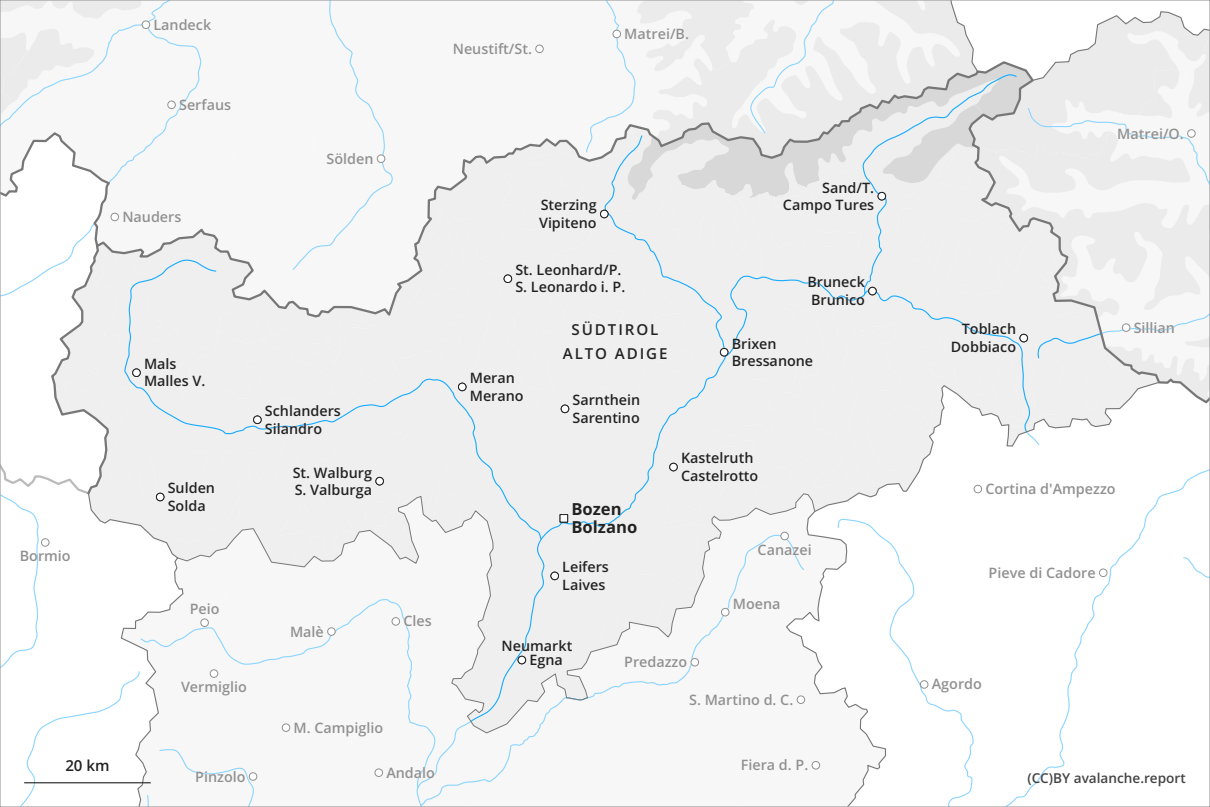 Landeck
Matrei/B.
Neustift/St.
Serfaus
Matrei/O.
Sölden
Sand/T.
Campo Tures
Sterzing
Vipiteno
Nauders
St. Leonhard/P.
S. Leonardo i. P.
Bruneck
Brunico
SÜDTIROL
ALTO ADIGE
Toblach
Dobbiaco
Sillian
Brixen
Bressanone
Mals
Malles V.
Meran
Merano
Sarnthein
Sarentino
Schlanders
Silandro
Kastelruth
Castelrotto
St. Walburg
S. Valburga
Sulden
Solda
Cortina d'Ampezzo
Bozen
Bolzano
Canazei
Bormio
Leifers
Laives
Pieve di Cadore
Peio
Moena
Cles
Malè
Neumarkt
Egna
Predazzo
Vermiglio
Agordo
S. Martino d. C.
M. Campiglio
20 km
Fiera d. P.
Pinzolo
Andalo
(CC)BY avalanche.report